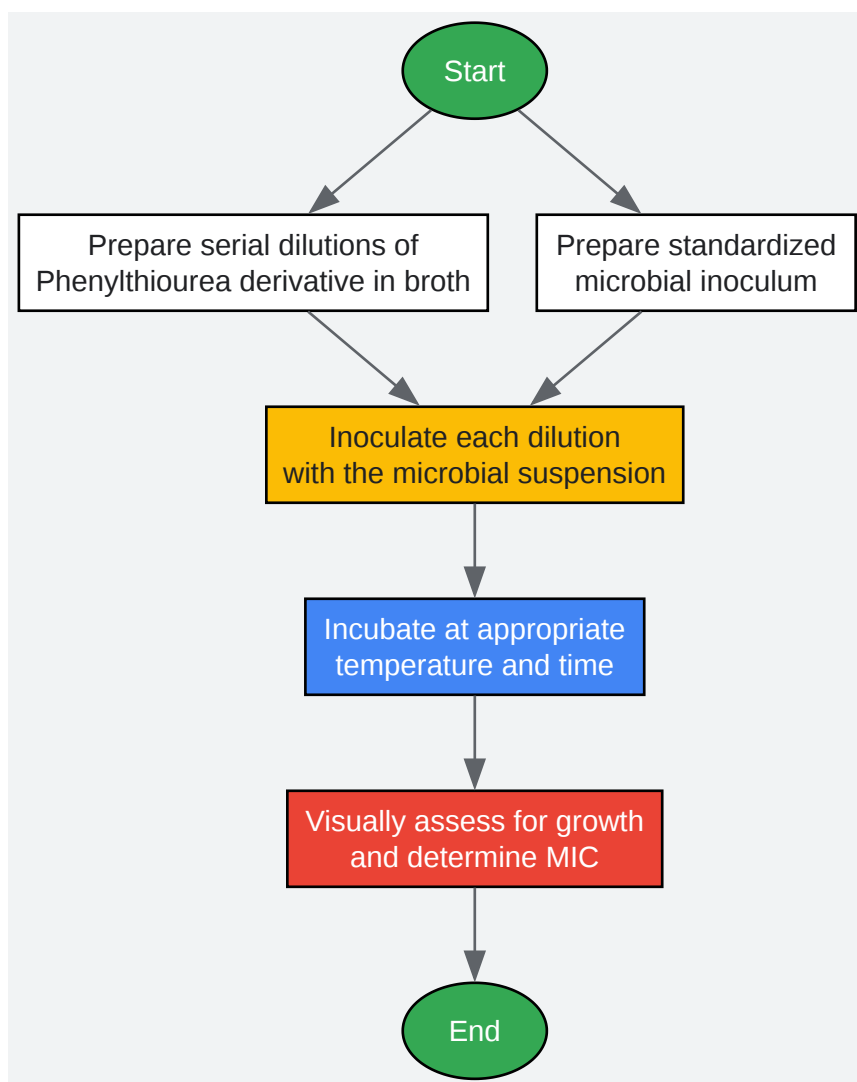 Start
Prepare serial dilutions of
Phenylthiourea derivative in broth
Prepare standardized
microbial inoculum
Inoculate each dilution
with the microbial suspension
Incubate at appropriate
temperature and time
Visually assess for growth
and determine MIC
End